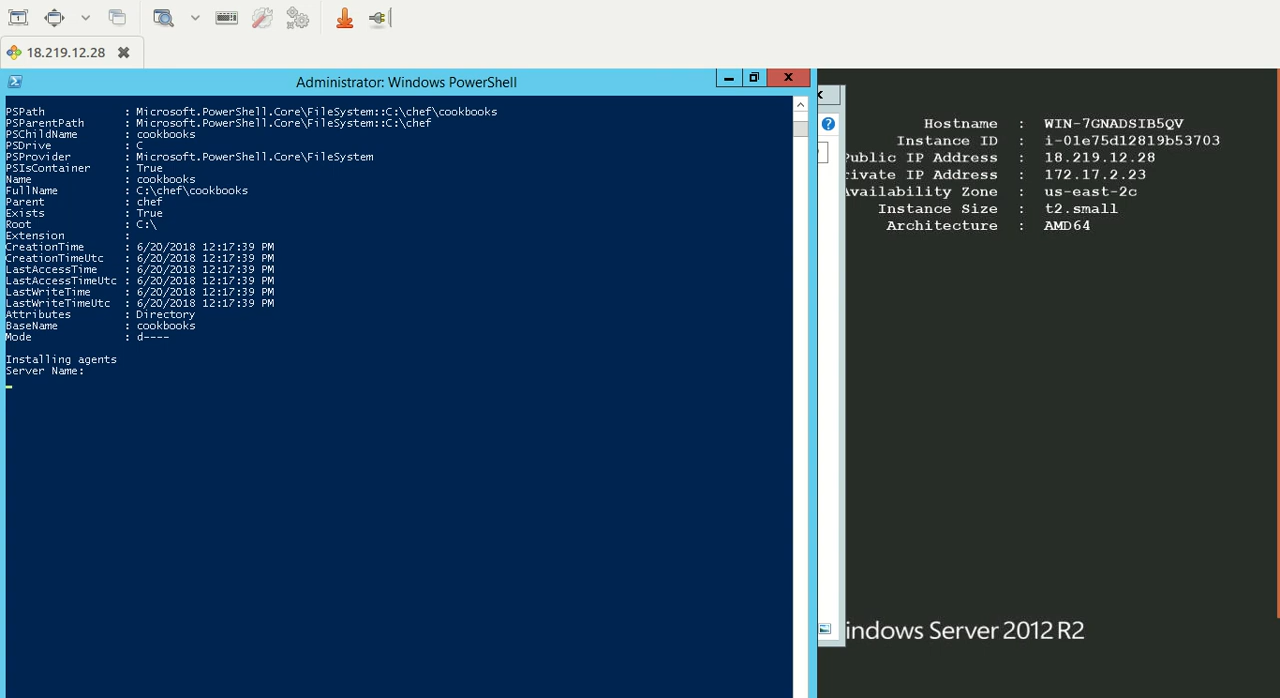 18.219.12.28
Administrator: Windows PowerShell
PSPath : Microsoft.PowerShell.Core\FileSystem::C:\chef\cookbooks
PSParentPath : Microsoft.PowerShell.Core\FileSystem::C:\chef
PSChildName : cookbooks
PSDrive : C
PSProvider : Microsoft.PowerShell.Core\FileSystem
PSIsContainer : True
Name : cookbooks
FullName : C:\chef\cookbooks
Parent : chef
Exists : True
Root : C:\
Extension :
CreationTime : 6/20/2018 12:17:39 PM
CreationTimeUtc : 6/20/2018 12:17:39 PM
LastAccessTime : 6/20/2018 12:17:39 PM
LastAccessTimeUtc : 6/20/2018 12:17:39 PM
LastWriteTime : 6/20/2018 12:17:39 PM
LastWriteTimeUtc : 6/20/2018 12:17:39 PM
Attributes : Directory
BaseName : cookbooks
Mode : d----
Installing agents
Server Name:
Hostname : WIN-7GNADSIB5QV
Instance ID : i-01e75d12819b53703
Public IP Address : 18.219.12.28
rivate IP Address : 172.17.2.23
Availability Zone : us-east-2c
Instance Size : t2.small
Architecture : AMD64
indows Server 2012 R2